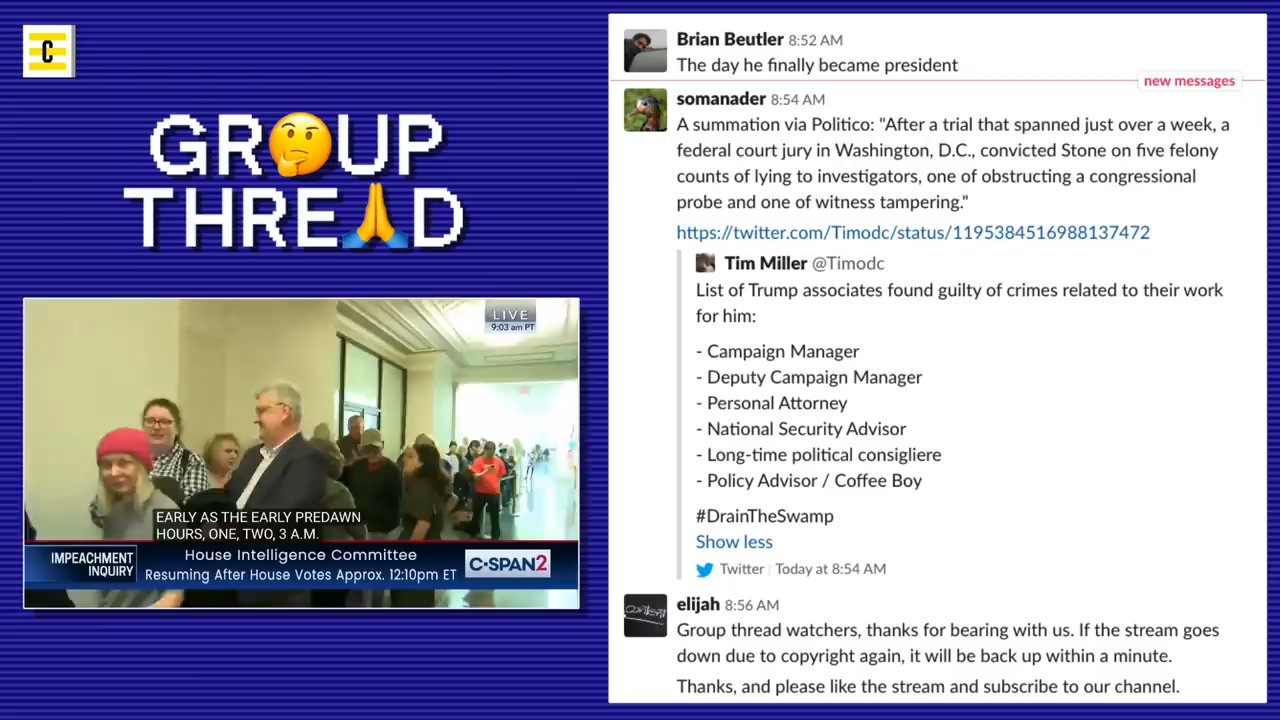 C
GR🤔UP
THRE🙏D
LIVE
9:03 am PT
EARLY AS THE EARLY PREDAWN
HOURS, ONE, TWO, 3 A.M.
IMPEACHMENT
INQUIRY
House Intelligence Committee
Resuming After House Votes Approx. 12:10pm ET
C-SPAN2
Brian Beutler 8:52 AM
The day he finally became president
new messages
somanader 8:54 AM
A summation via Politico: "After a trial that spanned just over a week, a
federal court jury in Washington, D.C., convicted Stone on five felony
counts of lying to investigators, one of obstructing a congressional
probe and one of witness tampering."
https://twitter.com/Timodc/status/1195384516988137472
Tim Miller @Timodc
List of Trump associates found guilty of crimes related to their work
for him:
- Campaign Manager
- Deputy Campaign Manager
- Personal Attorney
- National Security Advisor
- Long-time political consigliere
- Policy Advisor / Coffee Boy
#DrainTheSwamp
Show less
Twitter | Today at 8:54 AM
elijah 8:56 AM
Group thread watchers, thanks for bearing with us. If the stream goes
down due to copyright again, it will be back up within a minute.
Thanks, and please like the stream and subscribe to our channel.